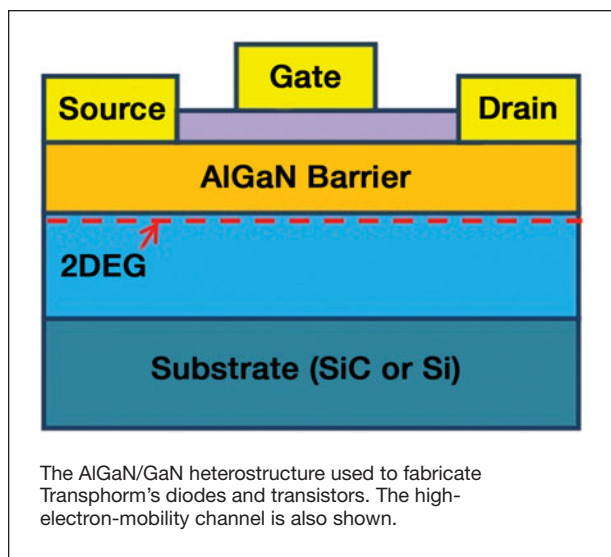 Gate
Source
Drain
AlGaN Barrier
2DEG
Substrate (SiC or Si)
The AlGaN/GaN heterostructure used to fabricate
Transphorm's diodes and transistors. The high-
electron-mobility channel is also shown.